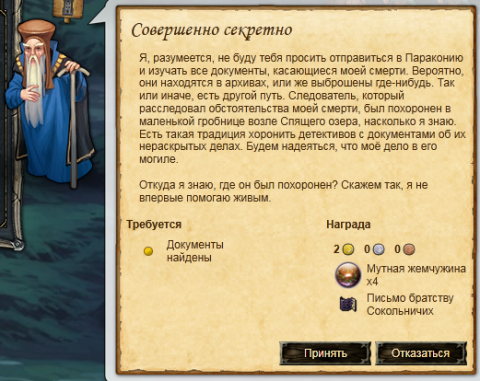 Совершенно секретно
Я, разумеется, не буду тебя просить отправиться в Параконию
и изучать все документы, касающиеся моей смерти. Вероятно,
они находятся в архивах, или же выброшены где-нибудь. Так
или иначе, есть другой путь. Следователь, который
расследовал обстоятельства моей смерти, был похоронен в
маленькой гробнице возле Спящего озера, насколько я знаю.
Есть такая традиция хоронить детективов с документами об их
нераскрытых делах. Будем надеяться, что моё дело в его
могиле.
Откуда я знаю, где он был похоронен? Скажем так, я не
впервые помогаю живым.
Требуется
Документы
найдены
Награда
2 0 0
Мутная жемчужина
x4
Письмо братству
Сокольничих
Принять Отказаться